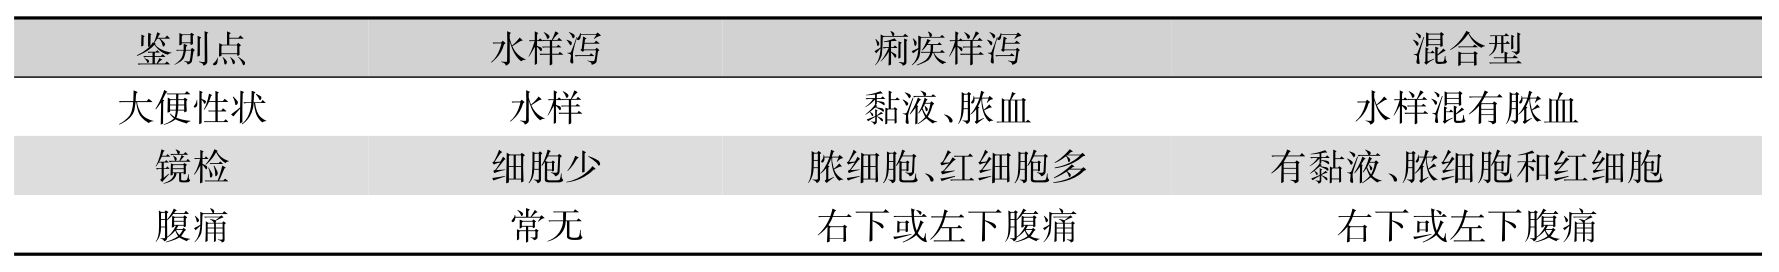 鉴别点 水样泻 痢疾样泻 混合型
大便性状 水样 黏液、脓血 水样混有脓血
镜检 细胞少 脓细胞、红细胞多 有黏液、脓细胞和红细胞
腹痛 常无 右下或左下腹痛 右下或左下腹痛